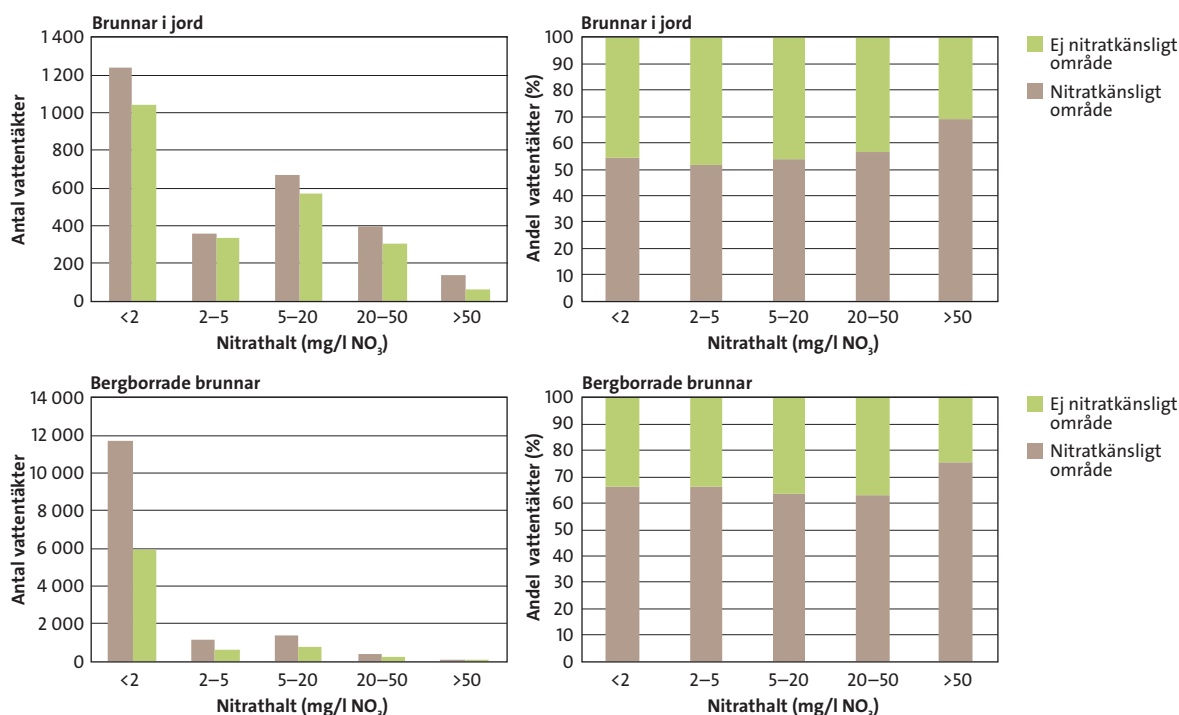 Brunnar i jord
Antal vattentäkter
1 400
1 200
1 000
800
600
400
200
0
<2
2–5
5–20
20–50
>50
Nitrathalt (mg/l NO₃)
Brunnar i jord
Andel vattentäkter (%)
100
90
80
70
60
50
40
30
20
10
0
<2
2–5
5–20
20–50
>50
Nitrathalt (mg/l NO₃)
Ej nitratkänsligt
område
Nitratkänsligt
område
Bergborrade brunnar
Antal vattentäkter
14 000
12 000
10 000
8 000
6 000
4 000
2 000
0
<2
2–5
5–20
20–50
>50
Nitrathalt (mg/l NO₃)
Bergborrade brunnar
Andel vattentäkter (%)
100
90
80
70
60
50
40
30
20
10
0
<2
2–5
5–20
20–50
>50
Nitrathalt (mg/l NO₃)
Ej nitratkänsligt
område
Nitratkänsligt
område